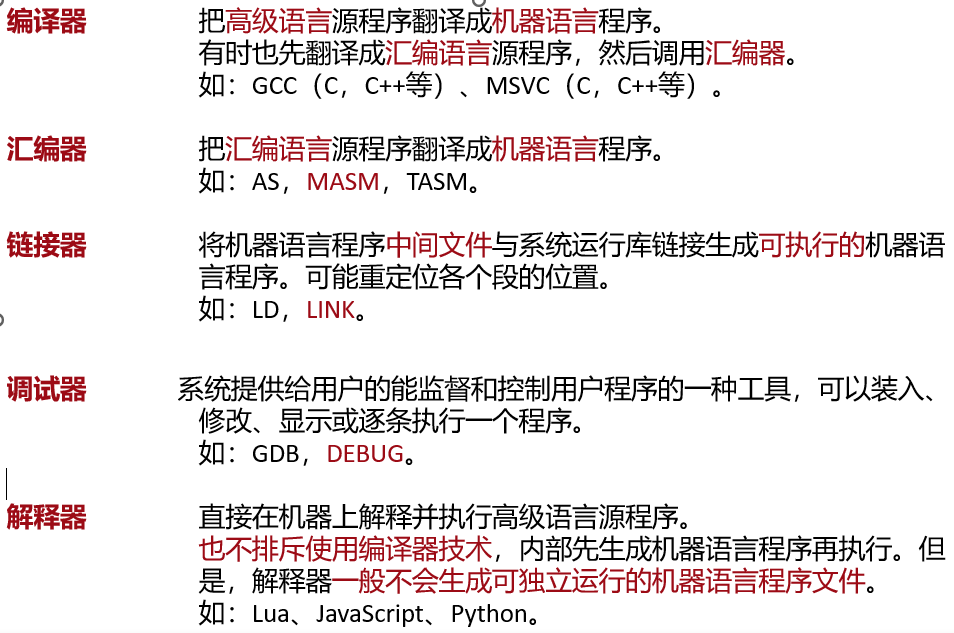 编译器 把高级语言源程序翻译成机器语言程序。
有时也先翻译成汇编语言源程序，然后调用汇编器。
如：GCC（C，C++等）、MSVC（C，C++等）。
汇编器 把汇编语言源程序翻译成机器语言程序。
如：AS，MASM，TASM。
链接器 将机器语言程序中间文件与系统运行库链接生成可执行的机器语
言程序。可能重定位各个段的位置。
如：LD，LINK。
调试器 系统提供给用户的能监督和控制用户程序的一种工具，可以装入、
修改、显示或逐条执行一个程序。
如：GDB，DEBUG。
解释器 直接在机器上解释并执行高级语言源程序。
也不排斥使用编译器技术，内部先生成机器语言程序再执行。但
是，解释器一般不会生成可独立运行的机器语言程序文件。
如：Lua、JavaScript、Python。